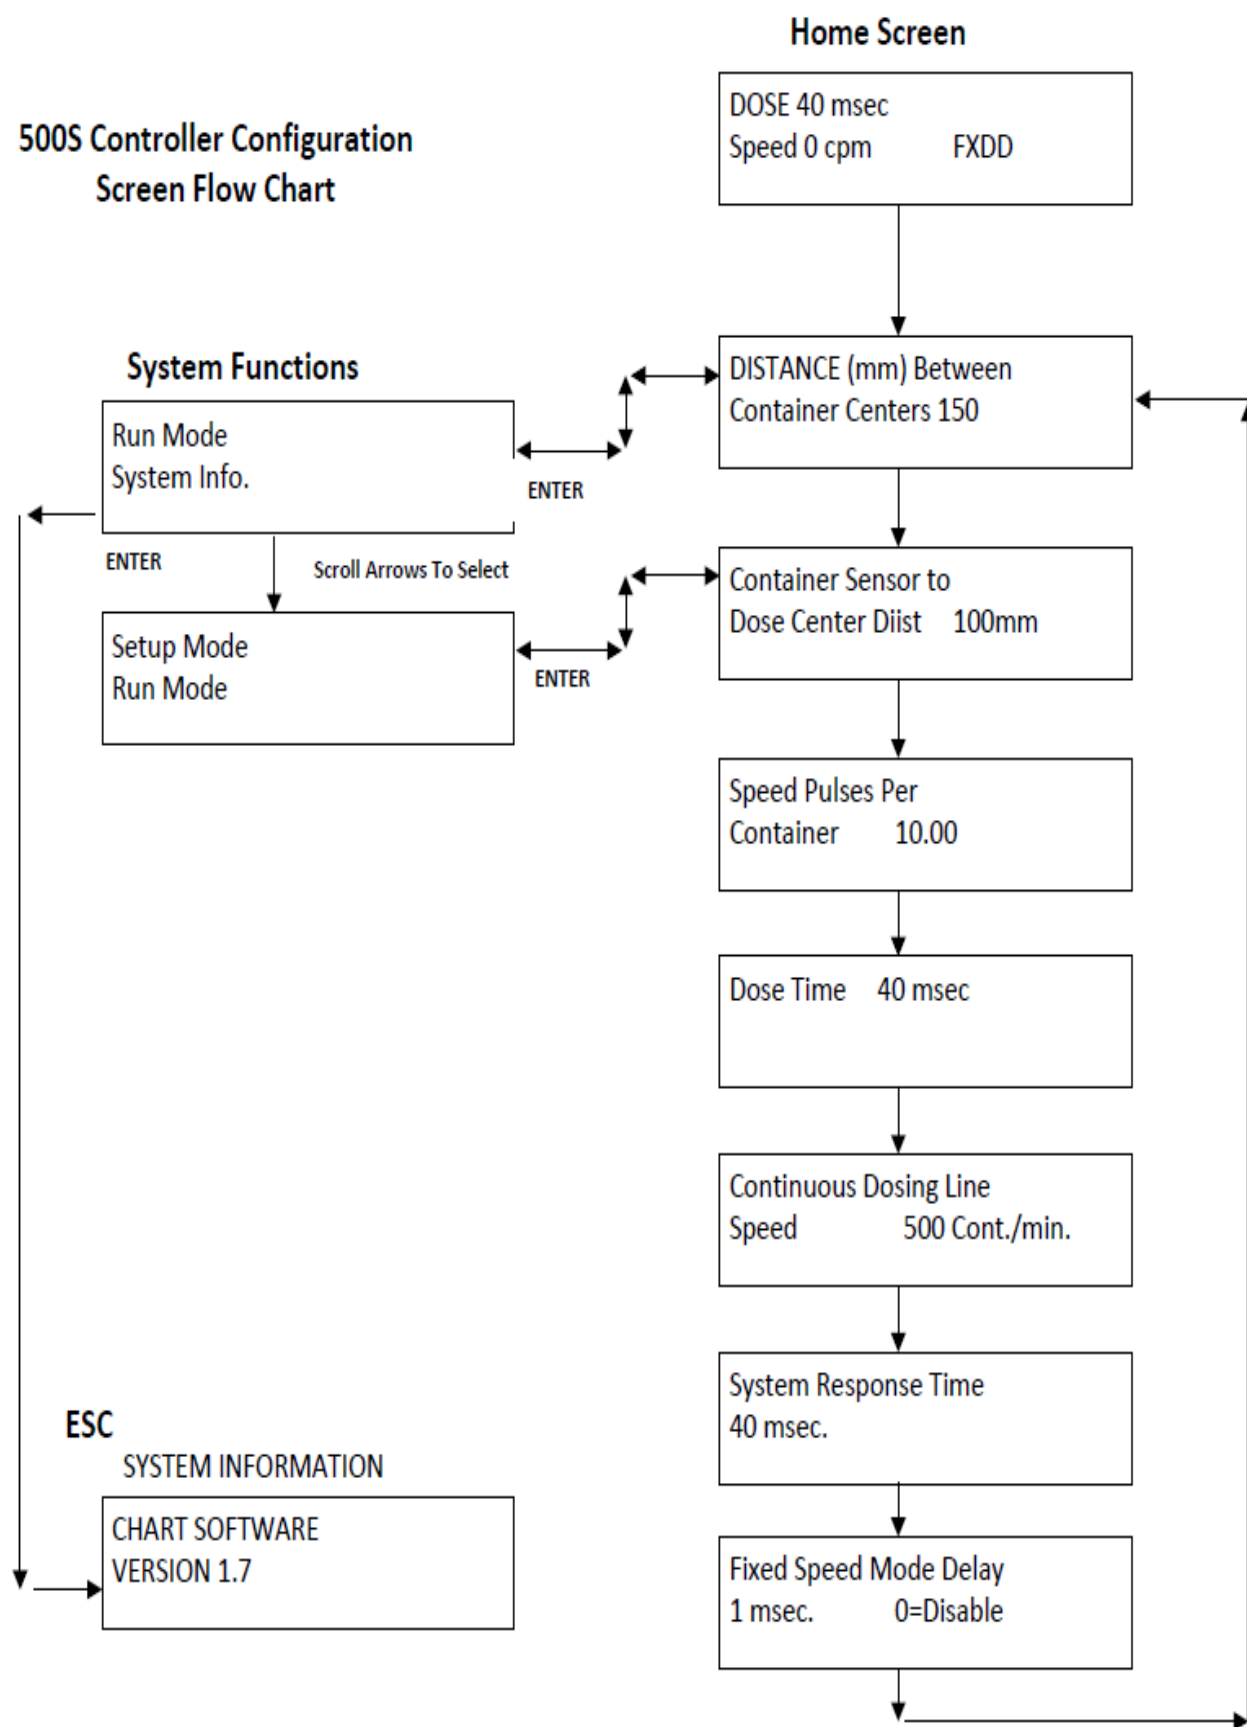 Home Screen
DOSE 40 msec
Speed 0 cpm FXDD
500S Controller Configuration
Screen Flow Chart
System Functions
Run Mode
System Info.
ENTER
ENTER
Scroll Arrows To Select
Setup Mode
Run Mode
ENTER
DISTANCE (mm) Between
Container Centers 150
Container Sensor to
Dose Center Diist 100mm
Speed Pulses Per
Container 10.00
Dose Time 40 msec
Continuous Dosing Line
Speed 500 Cont./min.
System Response Time
40 msec.
Fixed Speed Mode Delay
1 msec. 0=Disable
ESC
SYSTEM INFORMATION
CHART SOFTWARE
VERSION 1.7